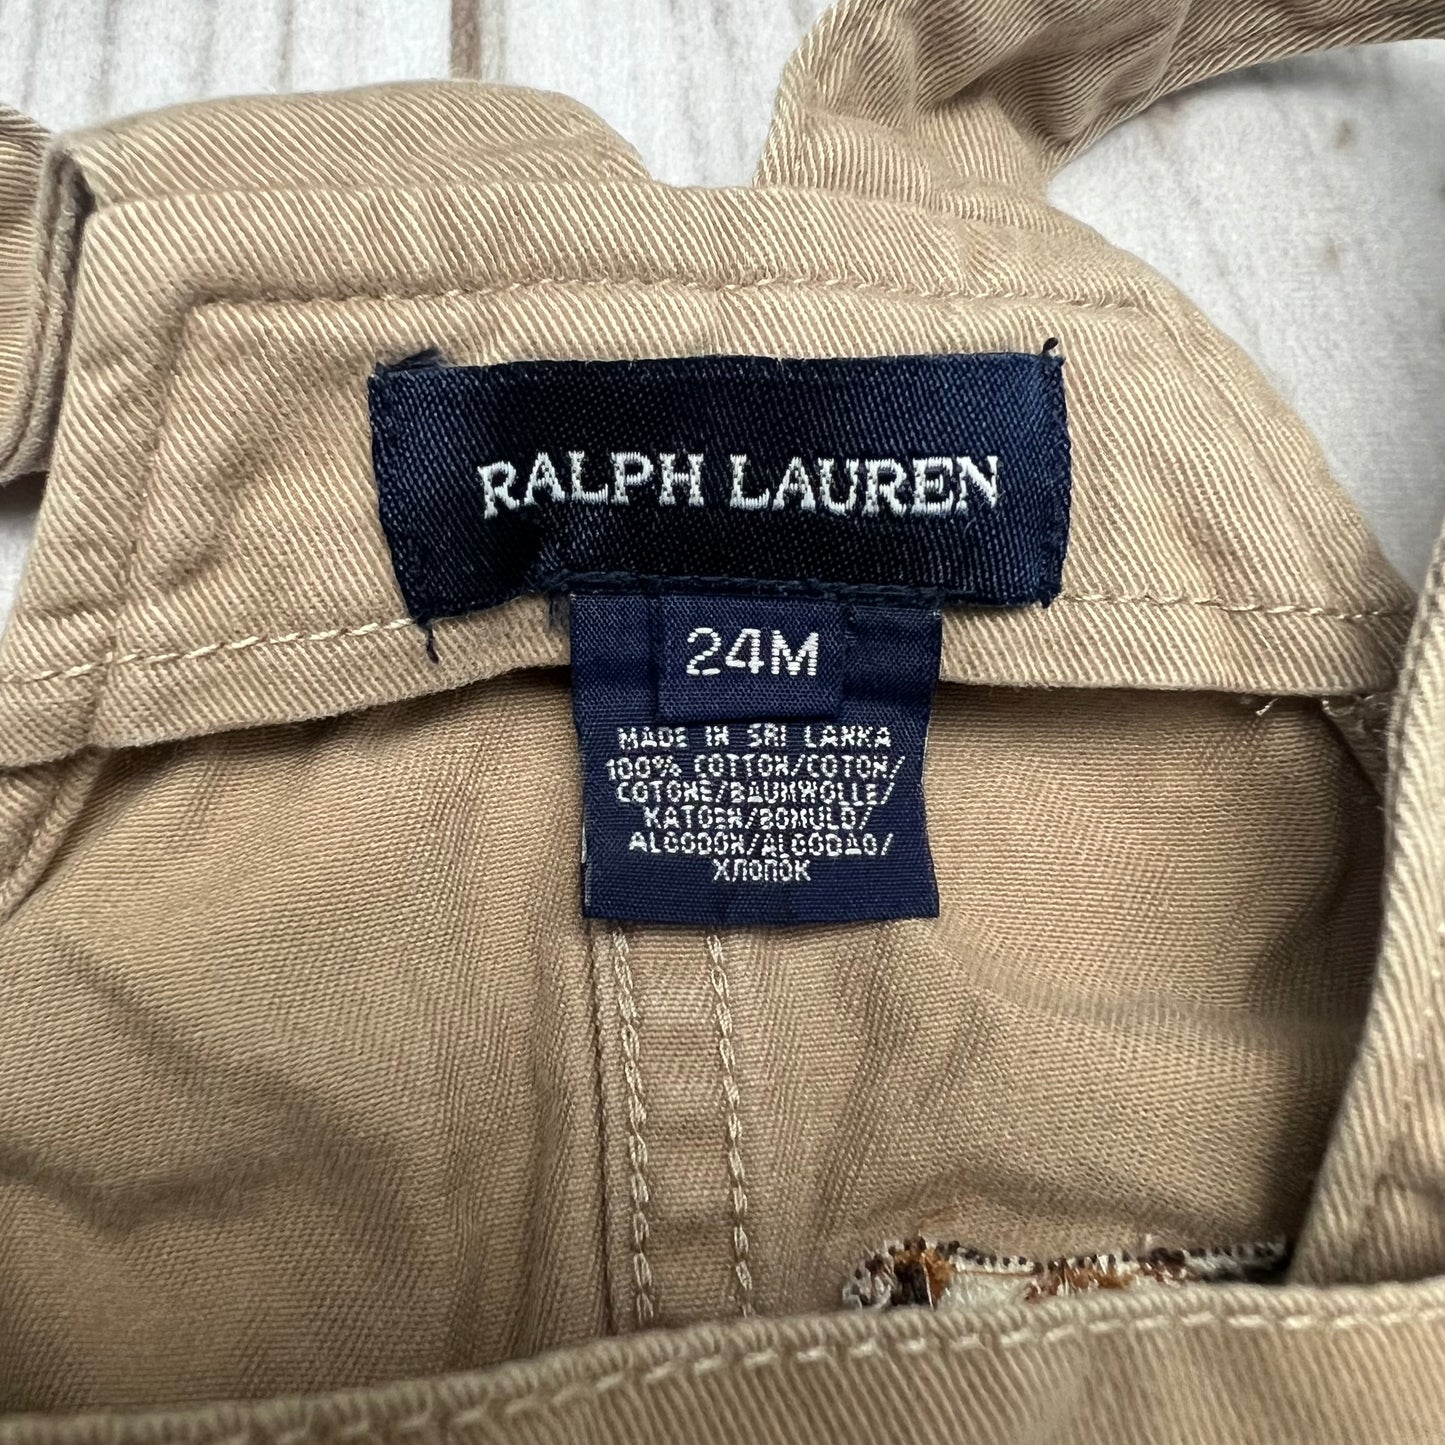 RALPH LAUREN
24M
MADE IN SRI LANKA
100% COTTON/COTON/
COTONE/BAUMWOLLE/
KATOEN/BOMULD/
ALGODON/ALGODAO/
ХЛОПОК